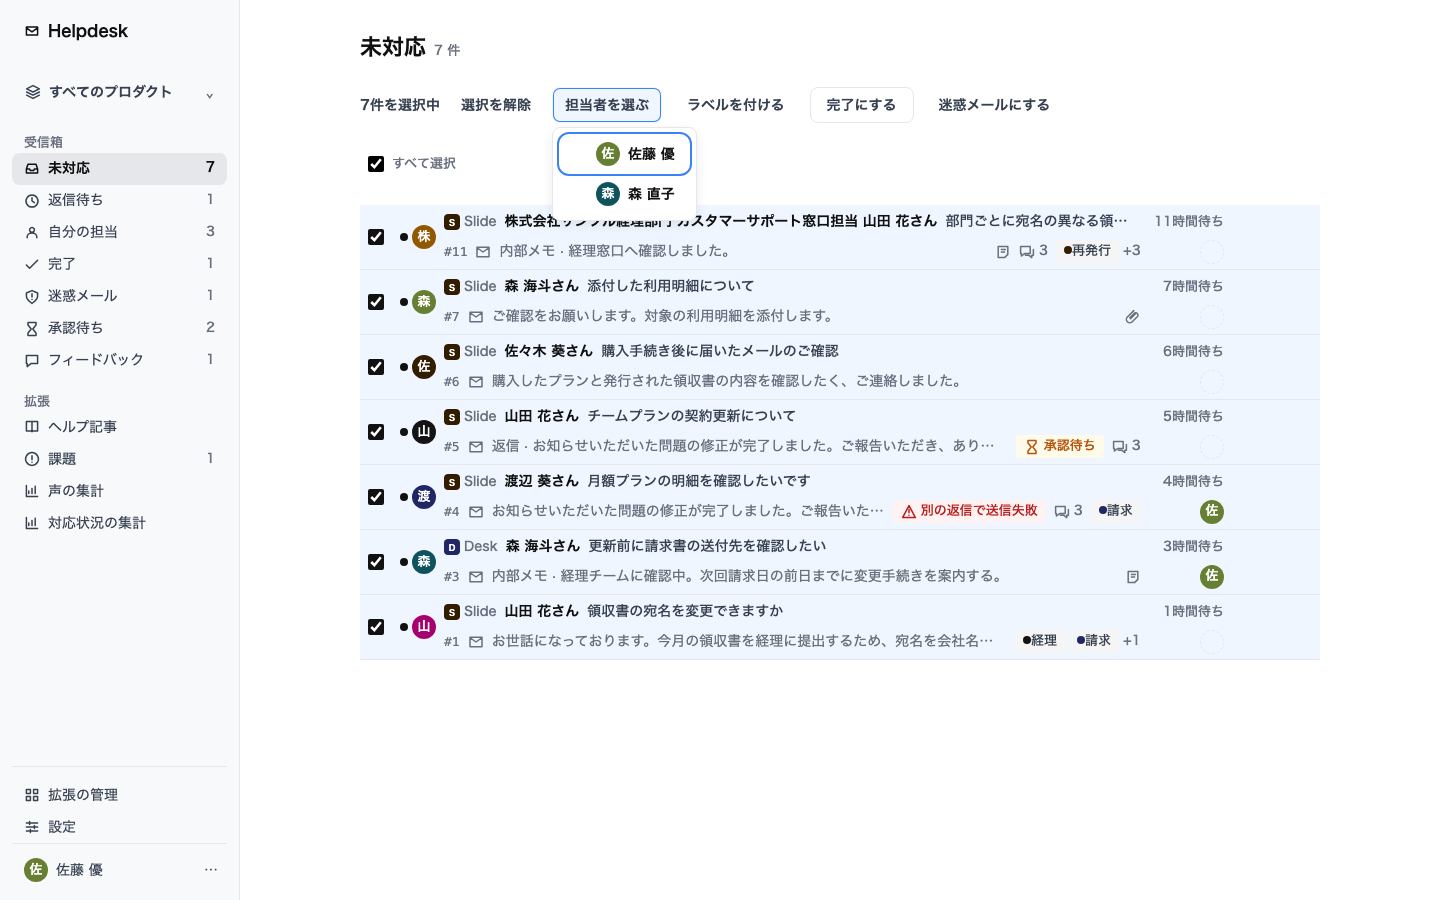 Helpdesk
すべてのプロダクト
受信箱
未対応 7
返信待ち 1
自分の担当 3
完了 1
迷惑メール 1
承認待ち 2
フィードバック 1
拡張
ヘルプ記事
課題 1
声の集計
対応状況の集計
拡張の管理
設定
佐 佐藤 優 …
未対応 7 件
7件を選択中 選択を解除 担当者を選ぶ ラベルを付ける 完了にする 迷惑メールにする
佐 佐藤 優
森 森 直子
すべて選択
株 S Slide 株式会社サンプル経理部門 カスタマーサポート窓口担当 山田 花さん 部門ごとに宛名の異なる領… 11時間待ち
#11 内部メモ · 経理窓口へ確認しました。 3 再発行 +3
森 S Slide 森 海斗さん 添付した利用明細について 7時間待ち
#7 ご確認をお願いします。対象の利用明細を添付します。
佐 S Slide 佐々木 葵さん 購入手続き後に届いたメールのご確認 6時間待ち
#6 購入したプランと発行された領収書の内容を確認したく、ご連絡しました。
山 S Slide 山田 花さん チームプランの契約更新について 5時間待ち
#5 返信 · お知らせいただいた問題の修正が完了しました。ご報告いただき、あり… 承認待ち 3
渡 S Slide 渡辺 葵さん 月額プランの明細を確認したいです 4時間待ち
#4 お知らせいただいた問題の修正が完了しました。ご報告いた… 別の返信で送信失敗 3 請求 佐
森 D Desk 森 海斗さん 更新前に請求書の送付先を確認したい 3時間待ち
#3 内部メモ · 経理チームに確認中。次回請求日の前日までに変更手続きを案内する。 佐
山 S Slide 山田 花さん 領収書の宛名を変更できますか 1時間待ち
#1 お世話になっております。今月の領収書を経理に提出するため、宛名を会社名… 経理 請求 +1